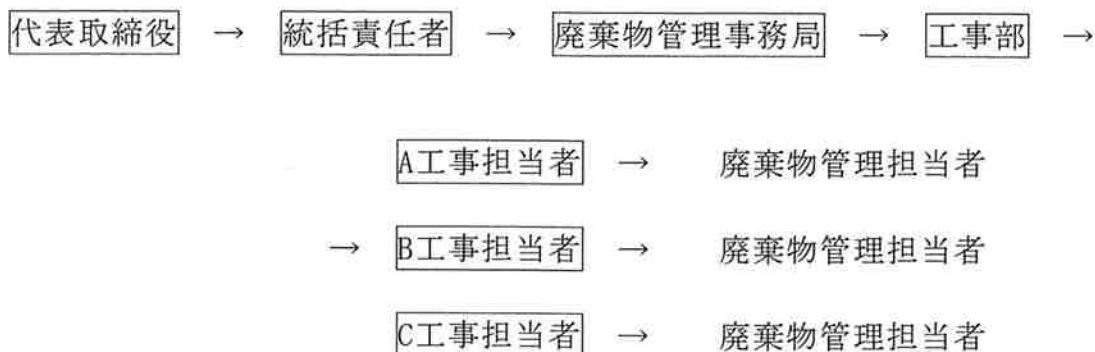 代表取締役 → 統括責任者 → 廃棄物管理事務局 → 工事部 →
A工事担当者 → 廃棄物管理担当者
→ B工事担当者 → 廃棄物管理担当者
C工事担当者 → 廃棄物管理担当者